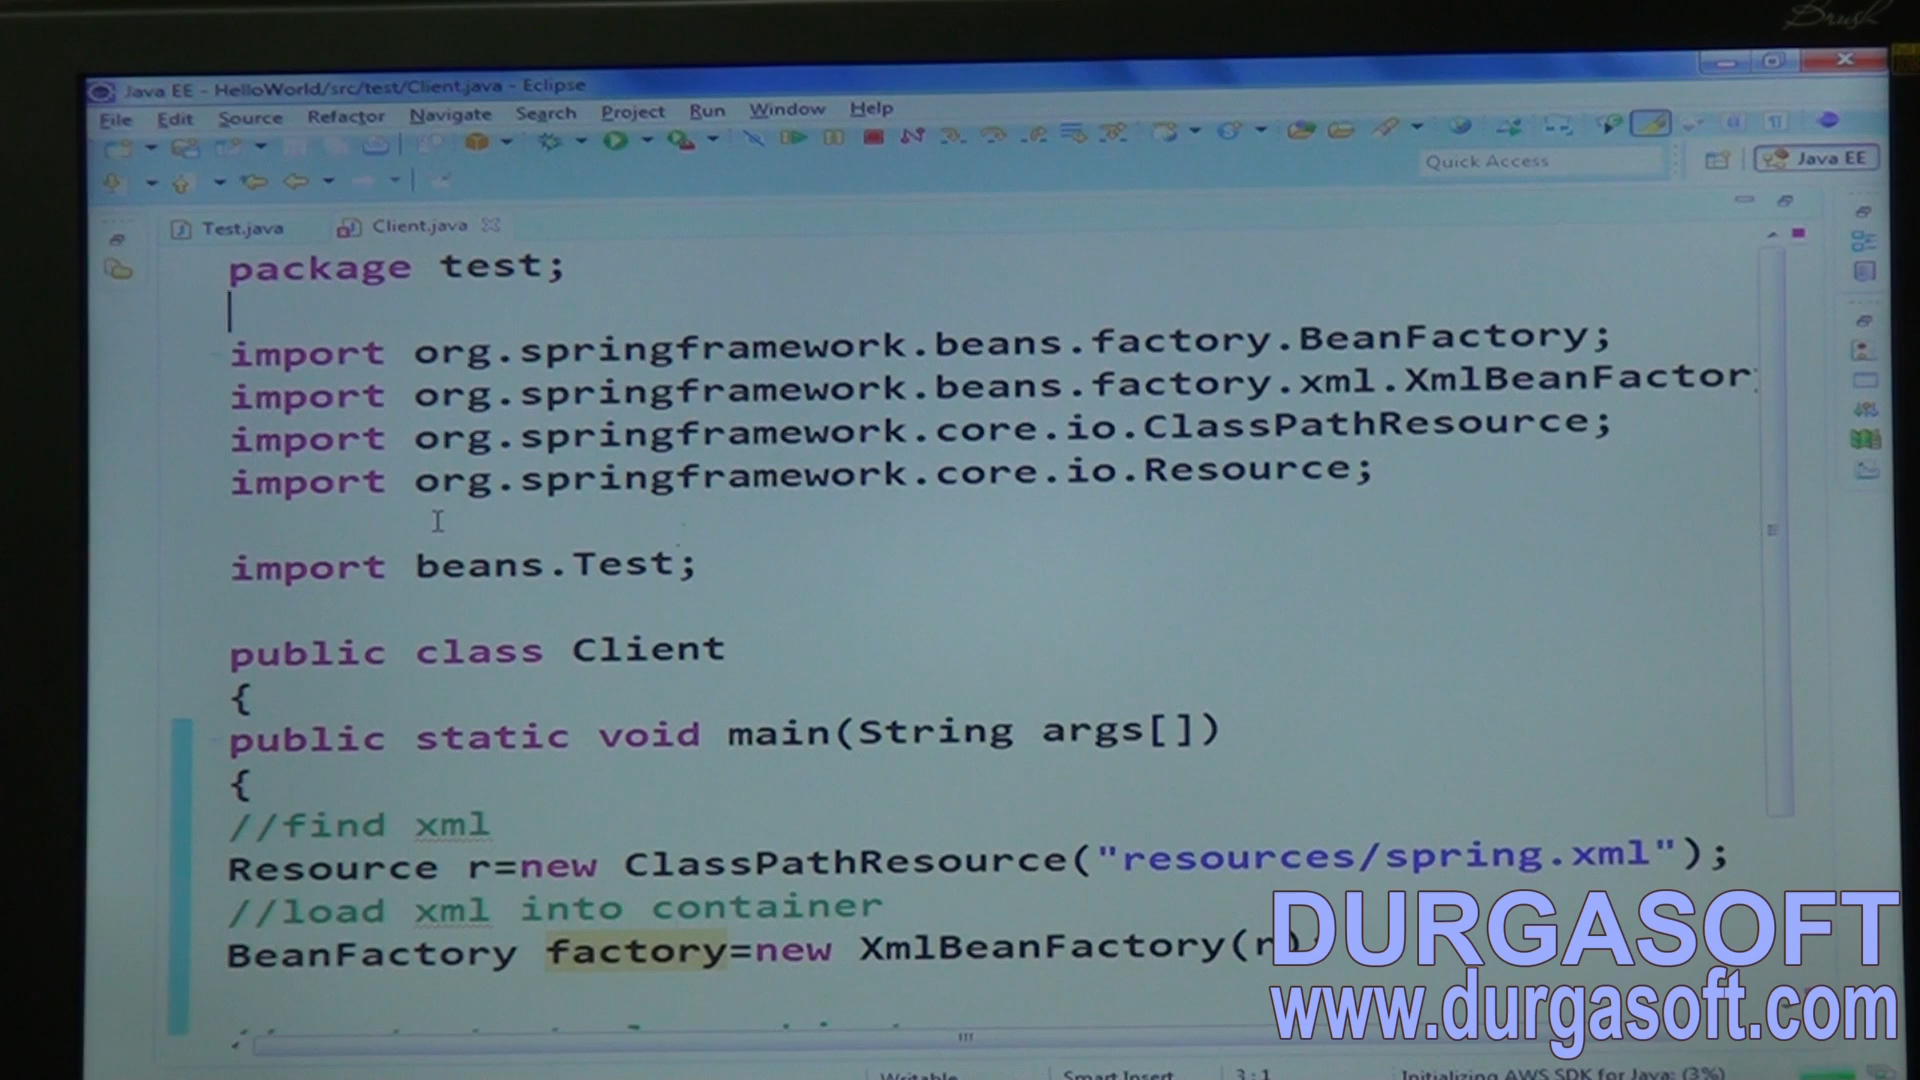 Brush
Java EE - HelloWorld/src/test/Client.java - Eclipse
File Edit Source Refactor Navigate Search Project Run Window Help
Quick Access
Java EE
Test.java Client.java
package test;
import org.springframework.beans.factory.BeanFactory;
import org.springframework.beans.factory.xml.XmlBeanFactor
import org.springframework.core.io.ClassPathResource;
import org.springframework.core.io.Resource;
import beans.Test;
public class Client
{
public static void main(String args[])
{
//find xml
Resource r=new ClassPathResource("resources/spring.xml");
//load xml into container
BeanFactory factory=new XmlBeanFactory(r)
DURGASOFT
www.durgasoft.com
Writable Smart Insert 3:1 Initializing AWS SDK for Java: (3%)